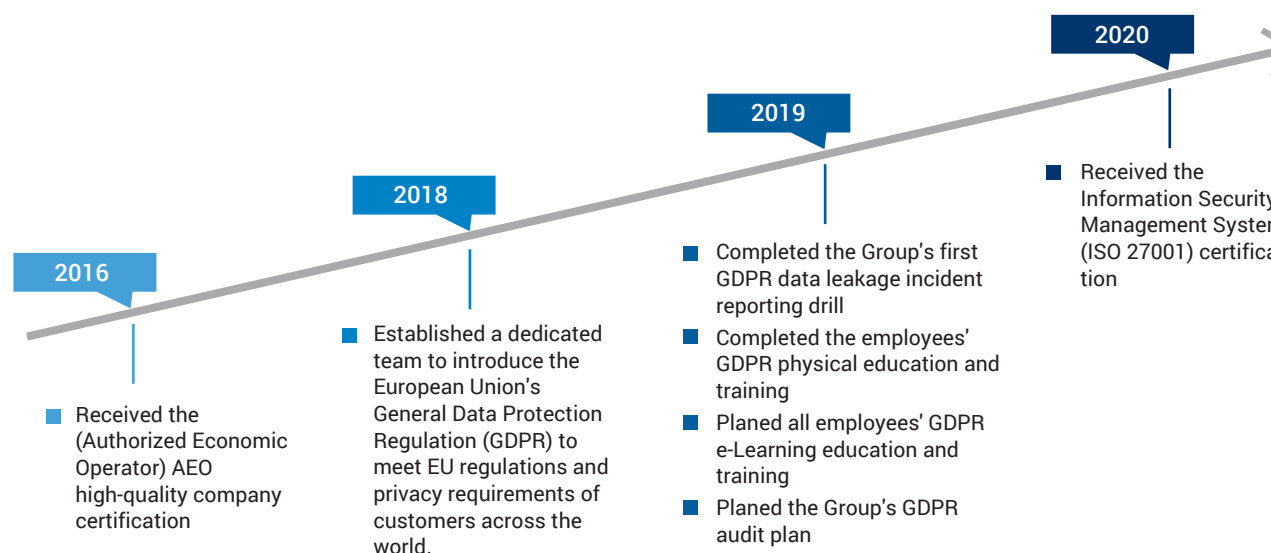 2016
Received the
(Authorized Economic
Operator) AEO
high-quality company
certification
2018
Established a dedicated
team to introduce the
European Union's
General Data Protection
Regulation (GDPR) to
meet EU regulations and
privacy requirements of
customers across the
world.
2019
Completed the Group's first
GDPR data leakage incident
reporting drill
Completed the employees'
GDPR physical education and
training
Planed all employees' GDPR
e-Learning education and
training
Planed the Group's GDPR
audit plan
2020
Received the
Information Security
Management System
(ISO 27001) certifica
tion